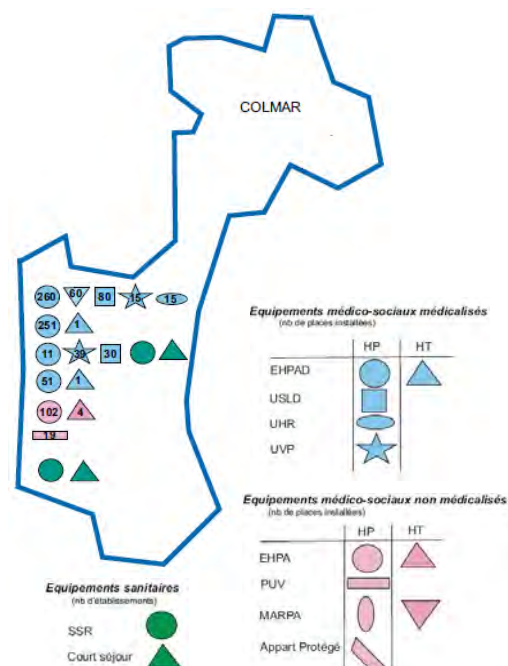 COLMAR
260 60 80 15 15
251 1
11 39 30
51 1
102 4
19
Equipements médico-sociaux médicalisés
(nb de places installées)
HP HT
EHPAD
USLD
UHR
UVP
Equipements médico-sociaux non médicalisés
(nb de places installées)
HP HT
EHPA
PUV
MARPA
Appart Protégé
Equipements sanitaires
(nb d'établissements)
SSR
Court séjour